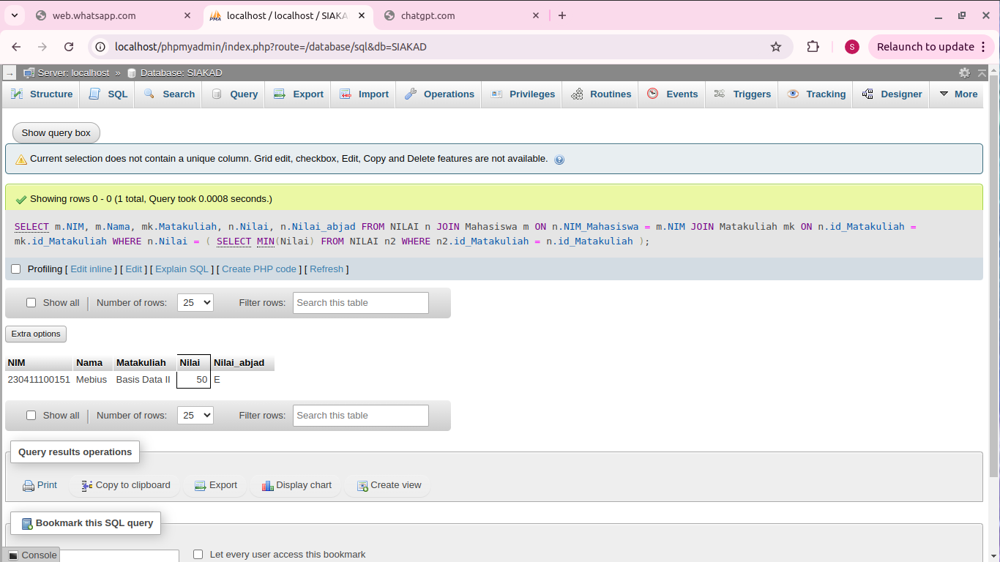 web.whatsapp.com
localhost / localhost / SIAKA
chatgpt.com
localhost/phpmyadmin/index.php?route=/database/sql&db=SIAKAD
S
Relaunch to update
Server: localhost » Database: SIAKAD
Structure SQL Search Query Export Import Operations Privileges Routines Events Triggers Tracking Designer More
Show query box
Current selection does not contain a unique column. Grid edit, checkbox, Edit, Copy and Delete features are not available.
Showing rows 0 - 0 (1 total, Query took 0.0008 seconds.)
SELECT m.NIM, m.Nama, mk.Matakuliah, n.Nilai, n.Nilai_abjad FROM NILAI n JOIN Mahasiswa m ON n.NIM_Mahasiswa = m.NIM JOIN Matakuliah mk ON n.id_Matakuliah =
mk.id_Matakuliah WHERE n.Nilai = ( SELECT MIN(Nilai) FROM NILAI n2 WHERE n2.id_Matakuliah = n.id_Matakuliah );
Profiling [ Edit inline ] [ Edit ] [ Explain SQL ] [ Create PHP code ] [ Refresh ]
Show all Number of rows: 25 Filter rows: Search this table
Extra options
NIM Nama Matakuliah Nilai Nilai_abjad
230411100151 Mebius Basis Data II 50 E
Show all Number of rows: 25 Filter rows: Search this table
Query results operations
Print Copy to clipboard Export Display chart Create view
Bookmark this SQL query
Console
Let every user access this bookmark